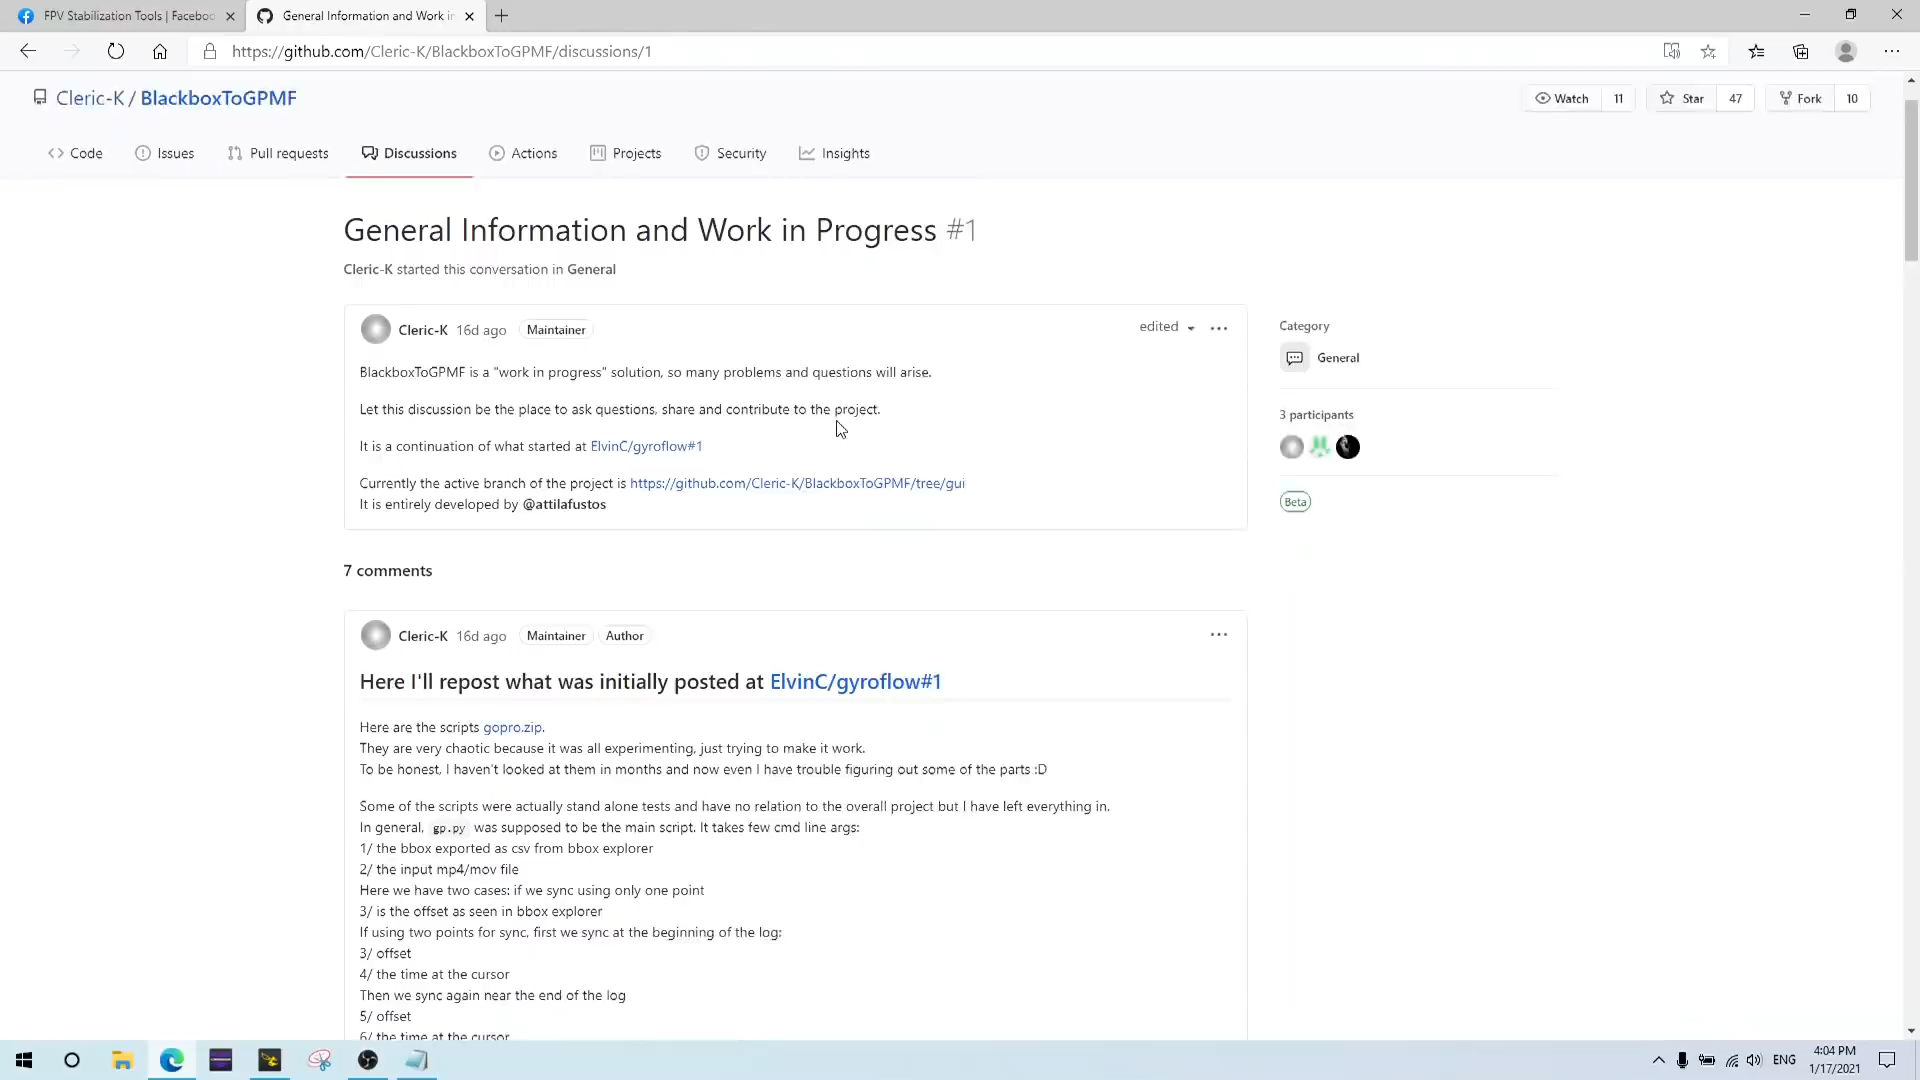 FPV Stabilization Tools | Facebo
General Information and Work in
https://github.com/Cleric-K/BlackboxToGPMF/discussions/1
Cleric-K / BlackboxToGPMF
Watch 11
Star 47
Fork 10
Code
Issues
Pull requests
Discussions
Actions
Projects
Security
Insights
General Information and Work in Progress #1
Cleric-K started this conversation in General
Cleric-K 16d ago Maintainer
edited
BlackboxToGPMF is a "work in progress" solution, so many problems and questions will arise.
Let this discussion be the place to ask questions, share and contribute to the project.
It is a continuation of what started at ElvinC/gyroflow#1
Currently the active branch of the project is https://github.com/Cleric-K/BlackboxToGPMF/tree/gui
It is entirely developed by @attilafustos
Category
General
3 participants
Beta
7 comments
Cleric-K 16d ago Maintainer Author
Here I'll repost what was initially posted at ElvinC/gyroflow#1
Here are the scripts gopro.zip.
They are very chaotic because it was all experimenting, just trying to make it work.
To be honest, I haven't looked at them in months and now even I have trouble figuring out some of the parts :D
Some of the scripts were actually stand alone tests and have no relation to the overall project but I have left everything in.
In general, gp.py was supposed to be the main script. It takes few cmd line args:
1/ the bbox exported as csv from bbox explorer
2/ the input mp4/mov file
Here we have two cases: if we sync using only one point
3/ is the offset as seen in bbox explorer
If using two points for sync, first we sync at the beginning of the log:
3/ offset
4/ the time at the cursor
Then we sync again near the end of the log
5/ offset
6/ the time at the cursor
ENG
4:04 PM
1/17/2021